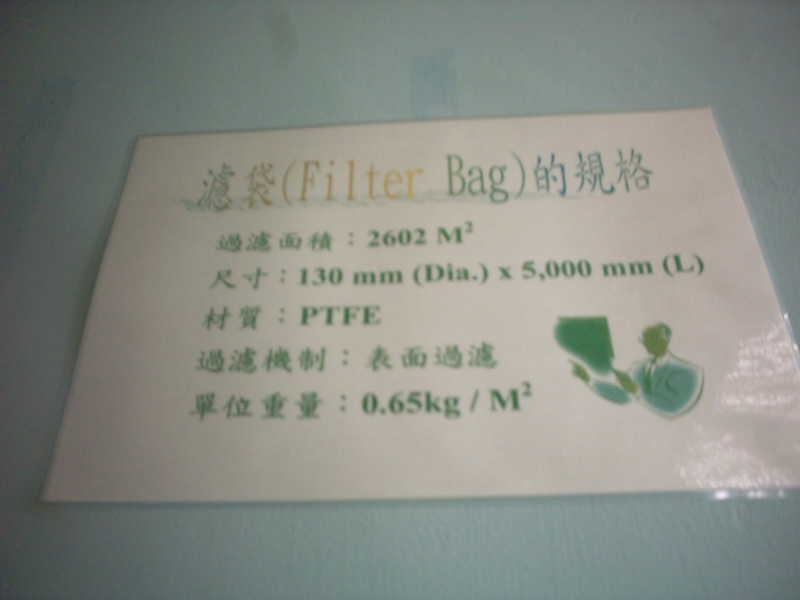 濾袋(Filter Bag)的規格
過濾面積：2602 M²
尺寸：130 mm (Dia.) x 5,000 mm (L)
材質：PTFE
過濾機制：表面過濾
單位重量：0.65kg / M²